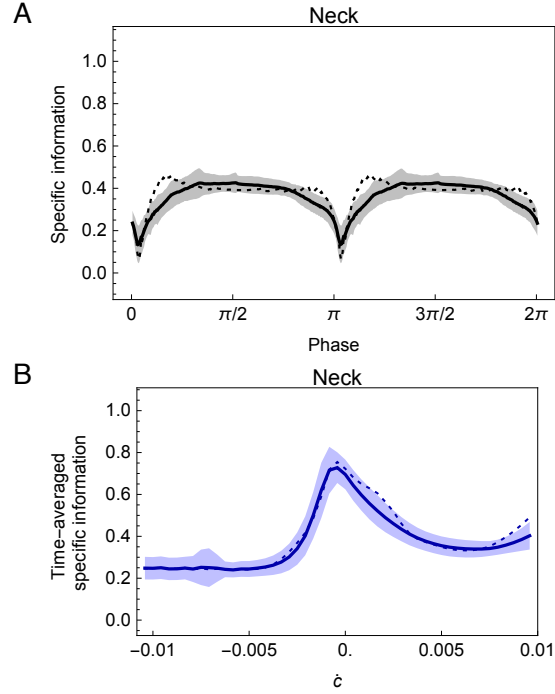 A
Neck
Specific information
1.0
0.8
0.6
0.4
0.2
0.0
0
π/2
π
3π/2
2π
Phase
B
Neck
Time-averaged
specific information
1.0
0.8
0.6
0.4
0.2
0.0
−0.01
−0.005
0.
0.005
0.01
ċ